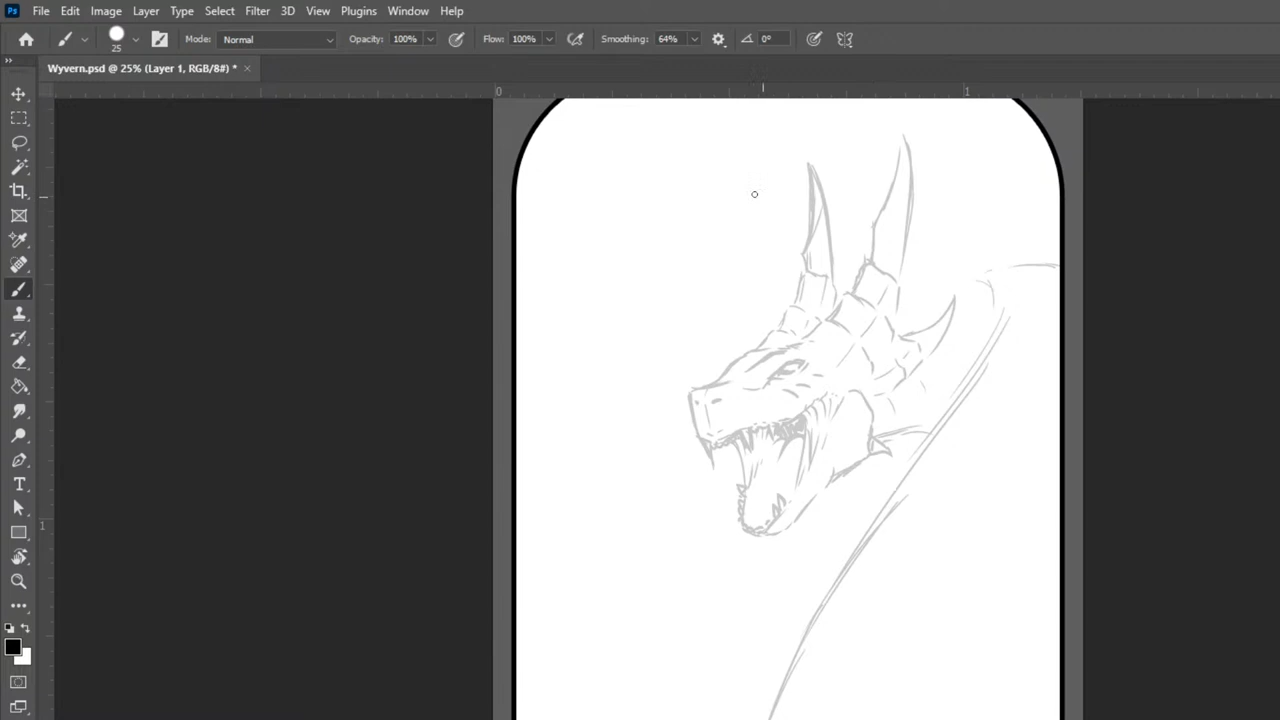 Ps File Edit Image Layer Type Select Filter 3D View Plugins Window Help
25 Mode: Normal Opacity: 100% Flow: 100% Smoothing: 64% 0°
Wyvern.psd @ 25% (Layer 1, RGB/8#) * ×
0 1
1
T